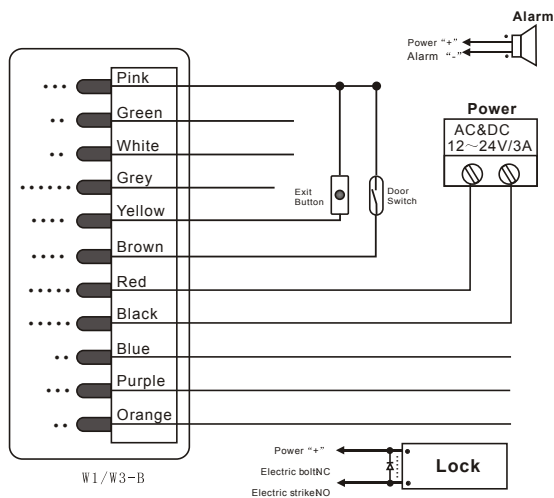 Alarm
Power “+”
Alarm “-”
Power
AC&DC
12～24V/3A
Pink
Green
White
Grey
Yellow
Brown
Red
Black
Blue
Purple
Orange
Exit
Button
Door
Switch
W1/W3-B
Power “+”
Electric boltNC
Electric strikeNO
Lock